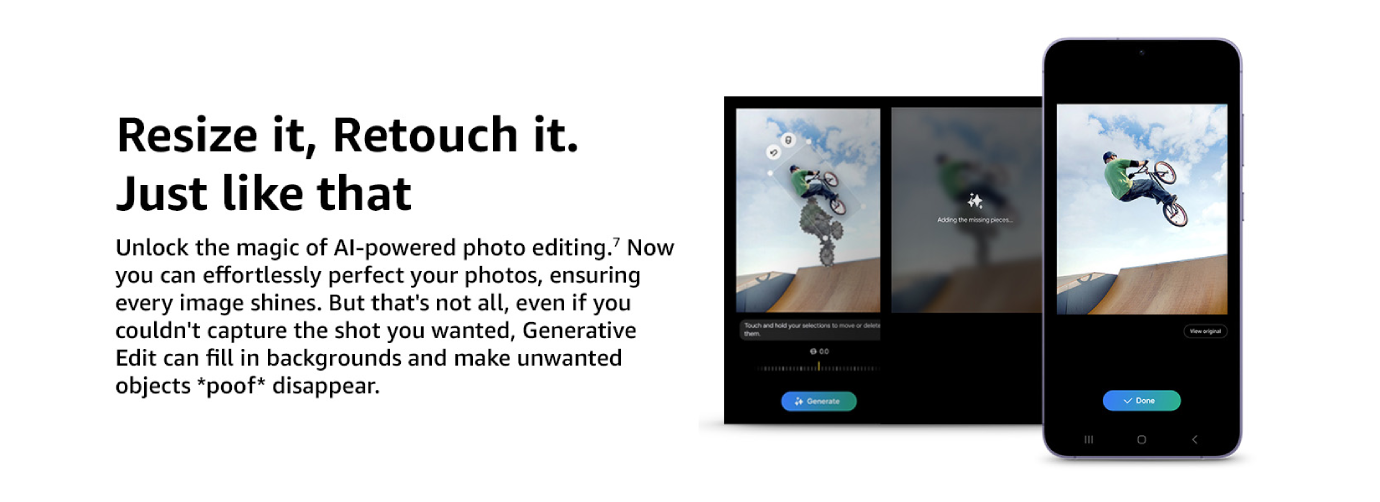 Resize it, Retouch it.
Just like that
Unlock the magic of AI-powered photo editing.7 Now
you can effortlessly perfect your photos, ensuring
every image shines. But that's not all, even if you
couldn't capture the shot you wanted, Generative
Edit can fill in backgrounds and make unwanted
objects *poof* disappear.
Touch and hold your selections to move or delete
them.
0.0
Generate
Adding the missing pieces...
View original
Done